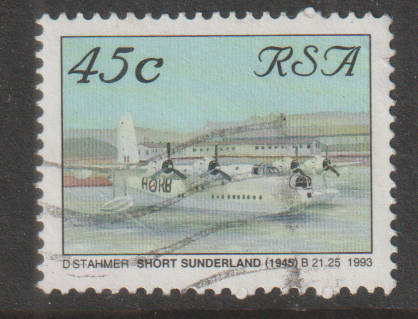 45c RSA
D STAHMER SHORT SUNDERLAND (1945) B 21.25 1993